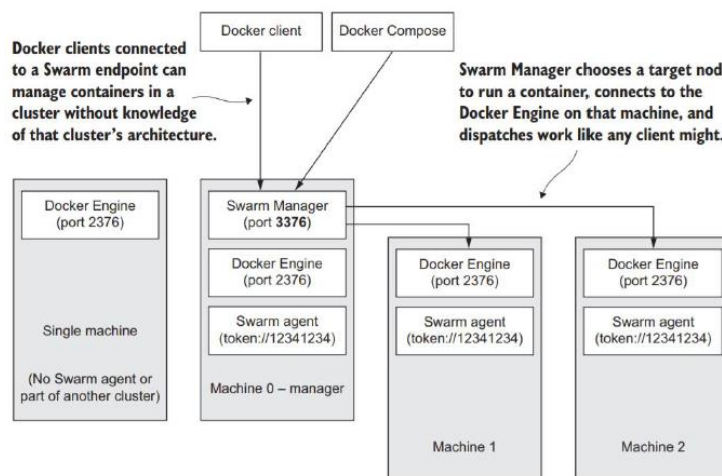 Docker client
Docker Compose
Docker clients connected
to a Swarm endpoint can
manage containers in a
cluster without knowledge
of that cluster's architecture.
Swarm Manager chooses a target nod
to run a container, connects to the
Docker Engine on that machine, and
dispatches work like any client might.
Docker Engine
(port 2376)
Single machine
(No Swarm agent or
part of another cluster)
Swarm Manager
(port 3376)
Docker Engine
(port 2376)
Swarm agent
(token://12341234)
Machine 0 – manager
Docker Engine
(port 2376)
Swarm agent
(token://12341234)
Machine 1
Docker Engine
(port 2376)
Swarm agent
(token://12341234)
Machine 2